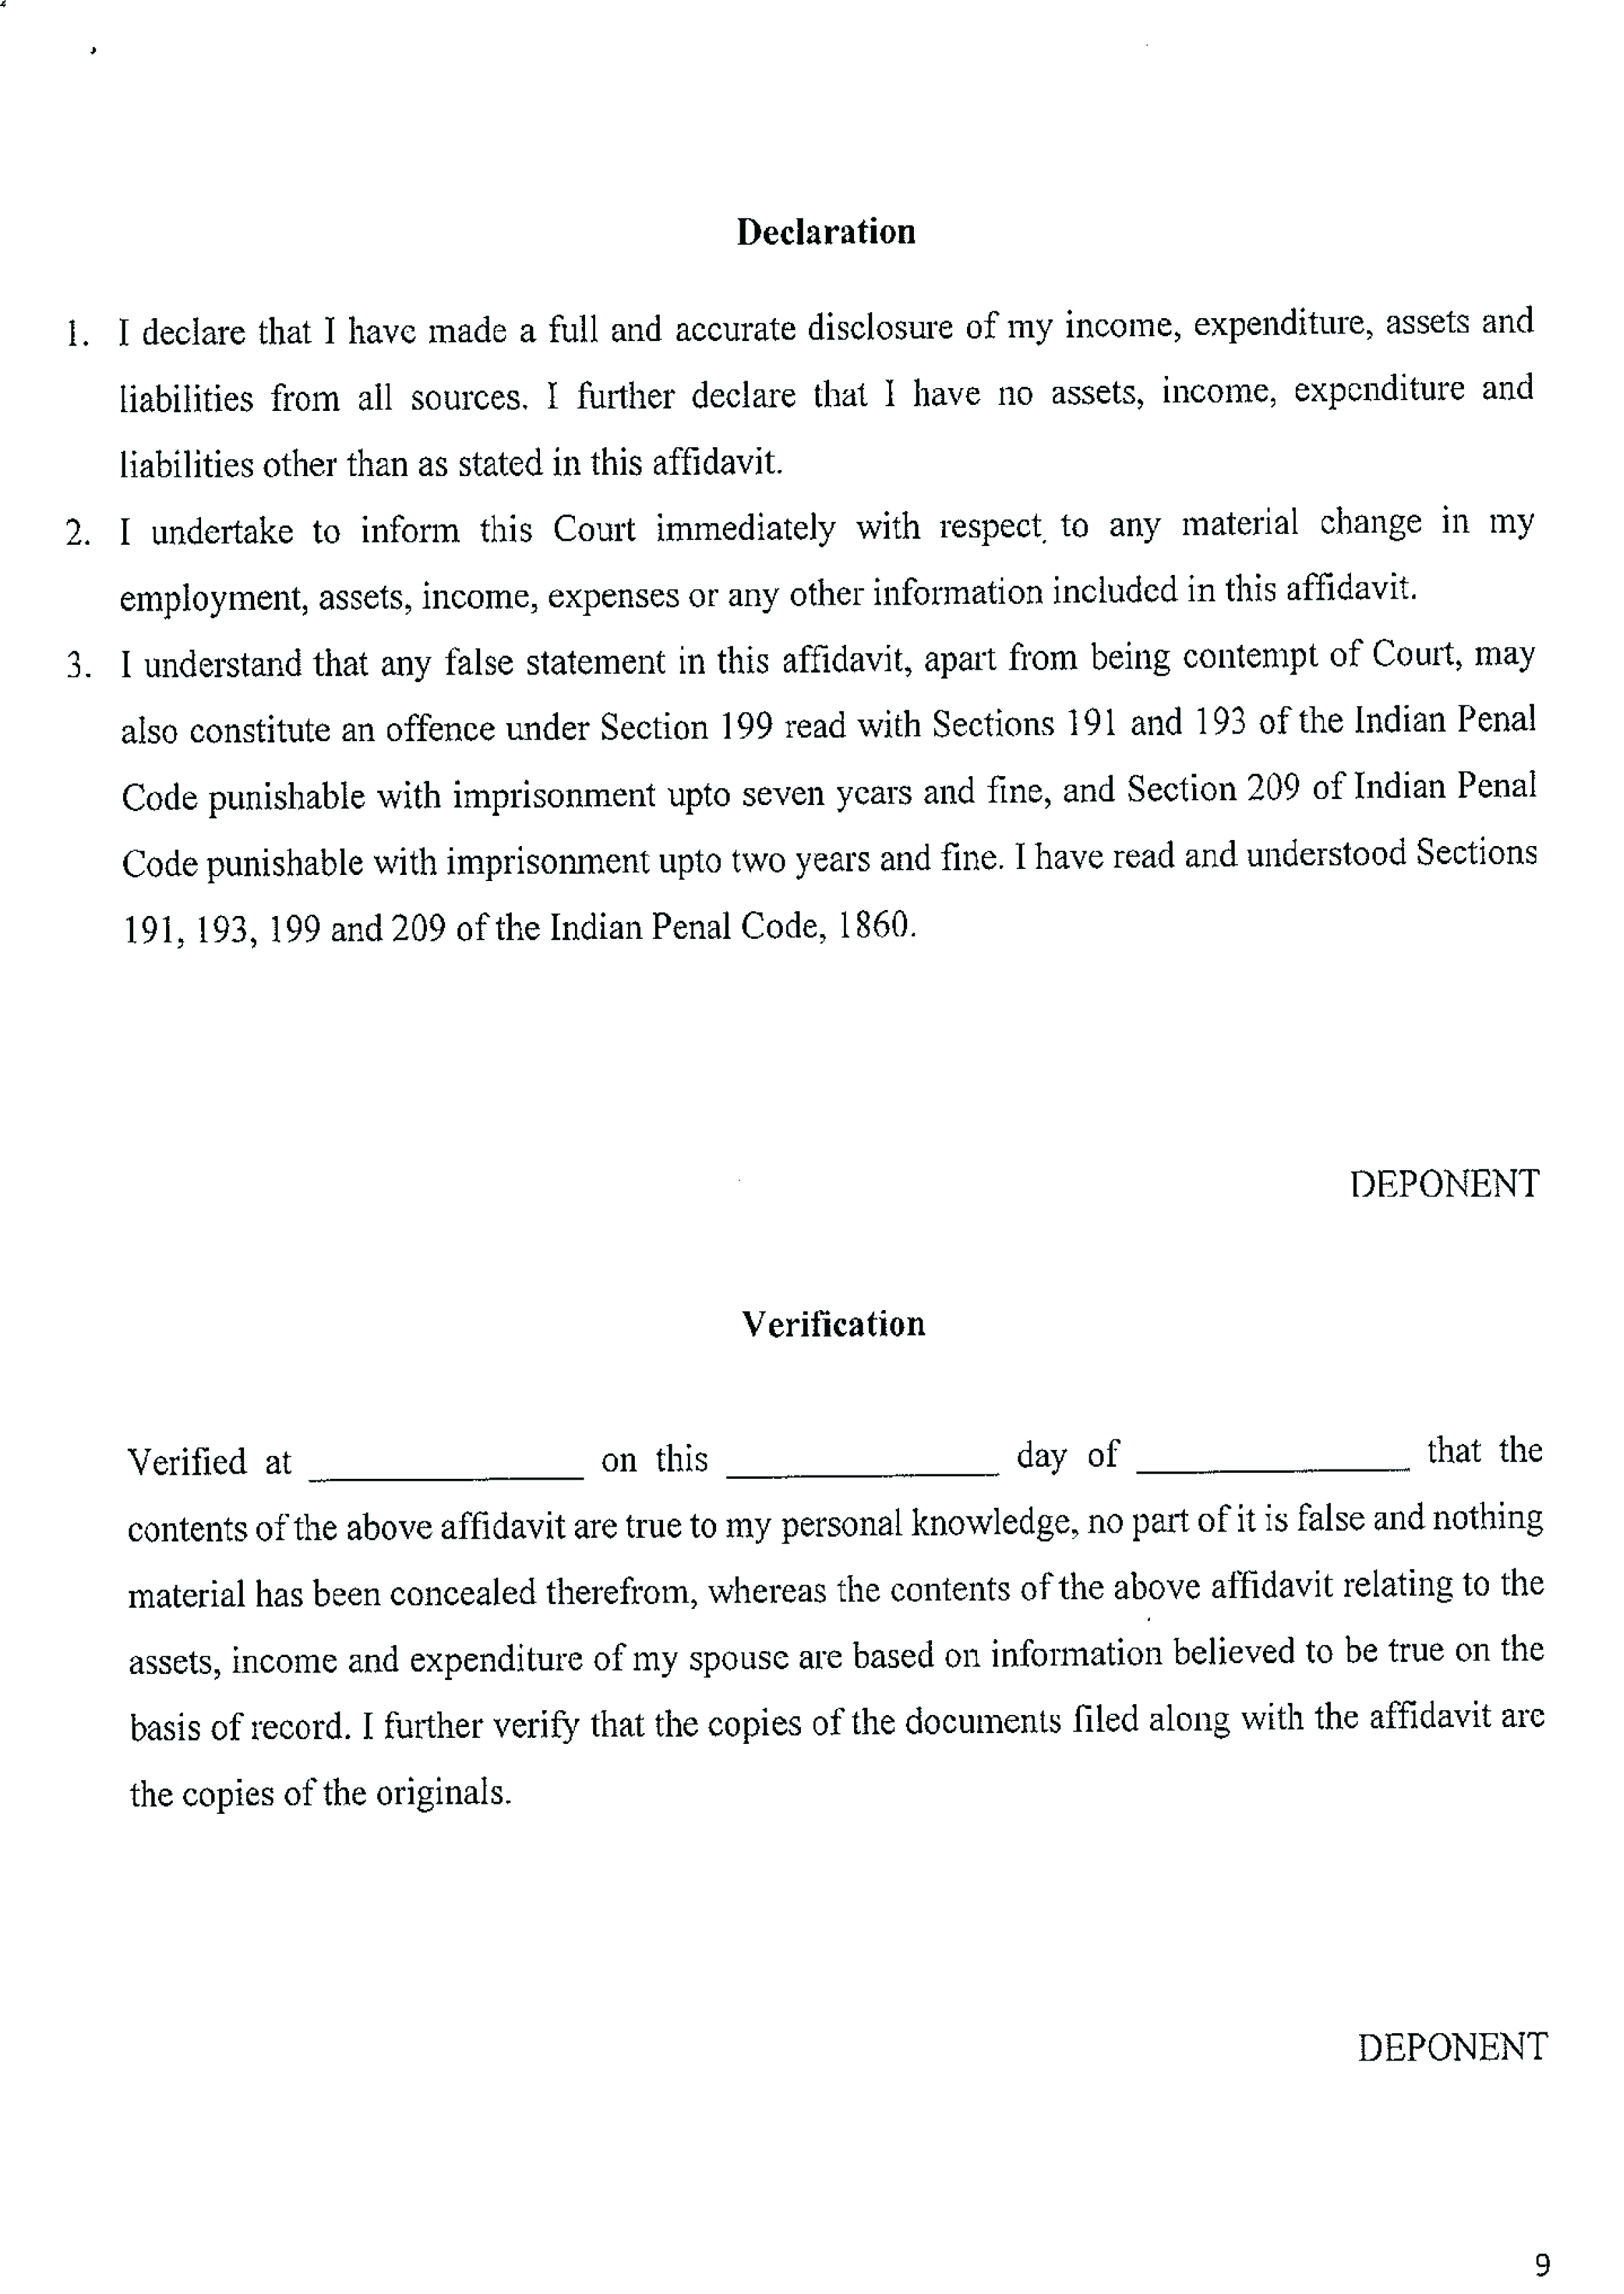 Declaration
1. I declare that I have made a full and accurate disclosure of my income, expenditure, assets and
liabilities from all sources. I further declare that I have no assets, income, expenditure and
liabilities other than as stated in this affidavit.
2. I undertake to inform this Court immediately with respect to any material change in my
employment, assets, income, expenses or any other information included in this affidavit.
3. I understand that any false statement in this affidavit, apart from being contempt of Court, may
also constitute an offence under Section 199 read with Sections 191 and 193 of the Indian Penal
Code punishable with imprisonment upto seven years and fine, and Section 209 of Indian Penal
Code punishable with imprisonment upto two years and fine. I have read and understood Sections
191, 193, 199 and 209 of the Indian Penal Code, 1860.
DEPONENT
Verification
Verified at _______________ on this _______________ day of _______________ that the
contents of the above affidavit are true to my personal knowledge, no part of it is false and nothing
material has been concealed therefrom, whereas the contents of the above affidavit relating to the
assets, income and expenditure of my spouse are based on information believed to be true on the
basis of record. I further verify that the copies of the documents filed along with the affidavit are
the copies of the originals.
DEPONENT
9